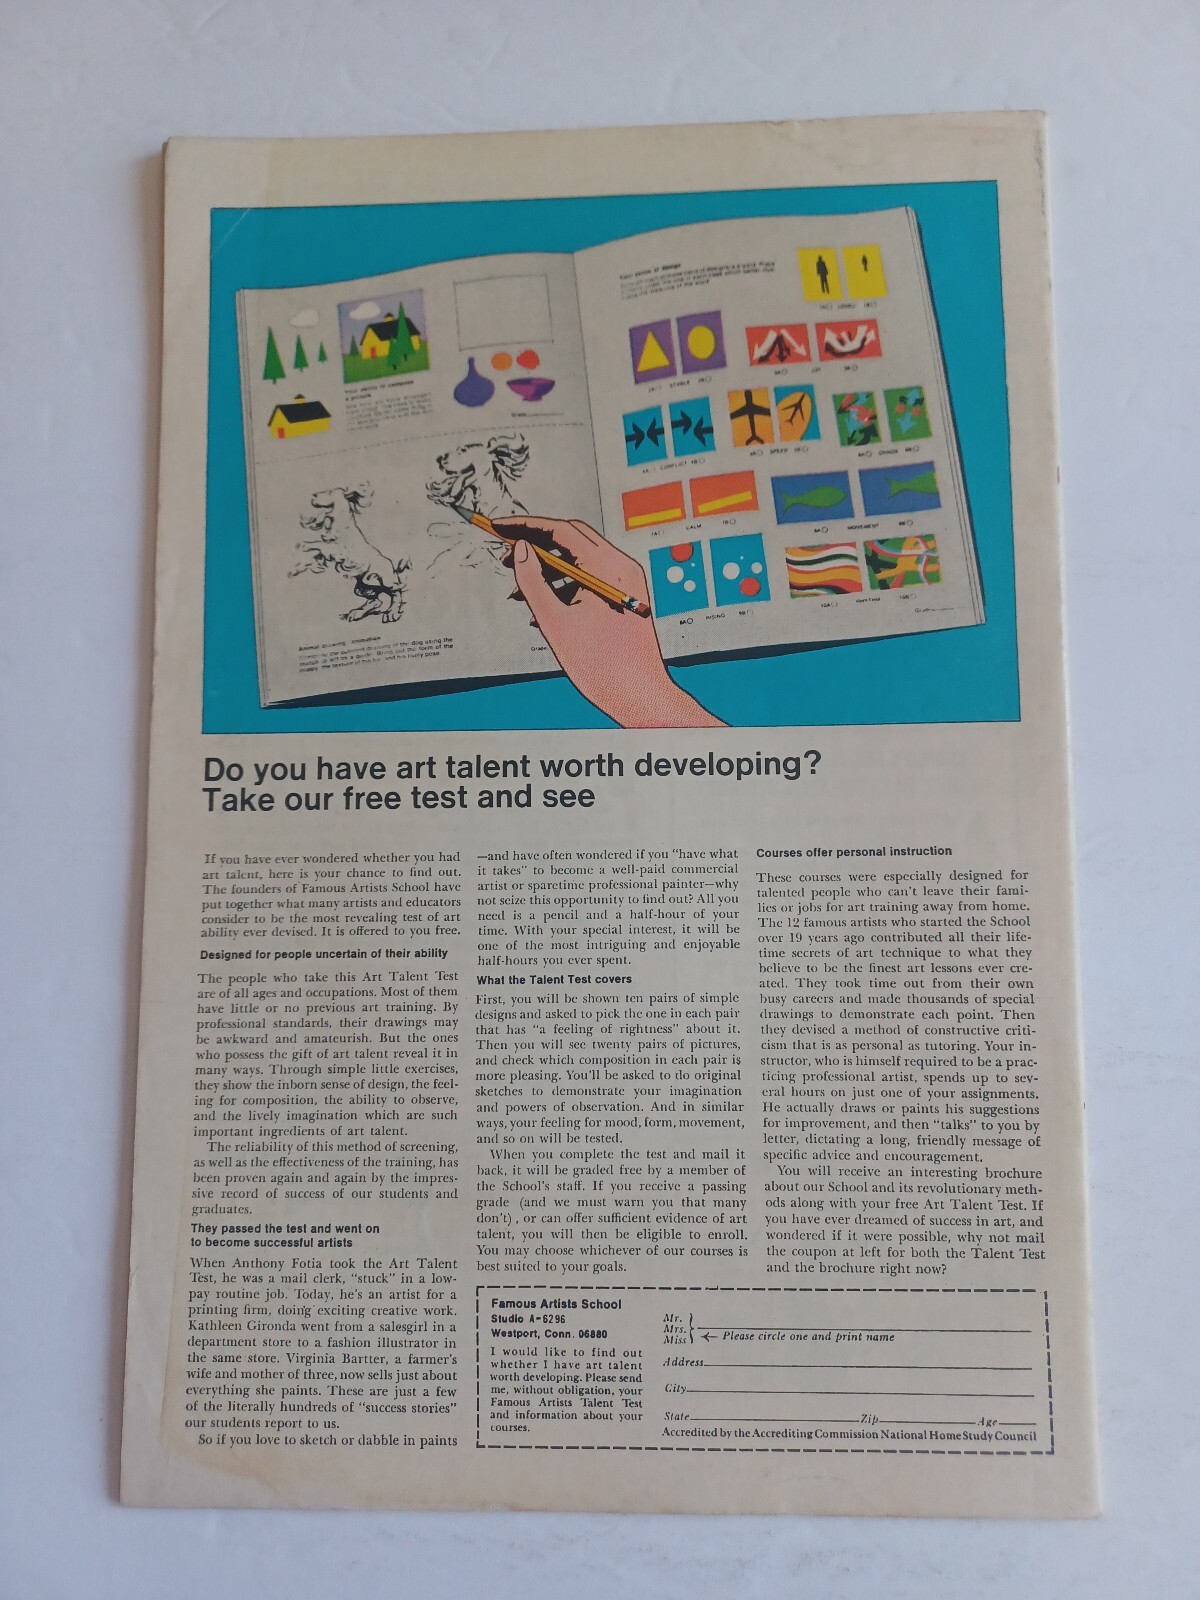 Your sense of design
STABLE
JOY
CONFLICT
SPEED
CHAOS
CALM
MOVEMENT
RISING
Your ability to compose
a picture
Do you have art talent worth developing?
Take our free test and see
If you have ever wondered whether you had
art talent, here is your chance to find out.
The founders of Famous Artists School have
put together what many artists and educators
consider to be the most revealing test of art
ability ever devised. It is offered to you free.
Designed for people uncertain of their ability
The people who take this Art Talent Test
are of all ages and occupations. Most of them
have little or no previous art training. By
professional standards, their drawings may
be awkward and amateurish. But the ones
who possess the gift of art talent reveal it in
many ways. Through simple little exercises,
they show the inborn sense of design, the feel-
ing for composition, the ability to observe,
and the lively imagination which are such
important ingredients of art talent.
The reliability of this method of screening,
as well as the effectiveness of the training, has
been proven again and again by the impres-
sive record of success of our students and
graduates.
They passed the test and went on
to become successful artists
When Anthony Fotia took the Art Talent
Test, he was a mail clerk, "stuck" in a low-
pay routine job. Today, he's an artist for a
printing firm, doing exciting creative work.
Kathleen Gironda went from a salesgirl in a
department store to a fashion illustrator in
the same store. Virginia Bartter, a farmer's
wife and mother of three, now sells just about
everything she paints. These are just a few
of the literally hundreds of "success stories"
our students report to us.
So if you love to sketch or dabble in paints
—and have often wondered if you "have what
it takes" to become a well-paid commercial
artist or sparetime professional painter—why
not seize this opportunity to find out? All you
need is a pencil and a half-hour of your
time. With your special interest, it will be
one of the most intriguing and enjoyable
half-hours you ever spent.
What the Talent Test covers
First, you will be shown ten pairs of simple
designs and asked to pick the one in each pair
that has "a feeling of rightness" about it.
Then you will see twenty pairs of pictures,
and check which composition in each pair is
more pleasing. You'll be asked to do original
sketches to demonstrate your imagination
and powers of observation. And in similar
ways, your feeling for mood, form, movement,
and so on will be tested.
When you complete the test and mail it
back, it will be graded free by a member of
the School's staff. If you receive a passing
grade (and we must warn you that many
don't), or can offer sufficient evidence of art
talent, you will then be eligible to enroll.
You may choose whichever of our courses is
best suited to your goals.
Courses offer personal instruction
These courses were especially designed for
talented people who can't leave their fami-
lies or jobs for art training away from home.
The 12 famous artists who started the School
over 19 years ago contributed all their life-
time secrets of art technique to what they
believe to be the finest art lessons ever cre-
ated. They took time out from their own
busy careers and made thousands of special
drawings to demonstrate each point. Then
they devised a method of constructive criti-
cism that is as personal as tutoring. Your in-
structor, who is himself required to be a prac-
ticing professional artist, spends up to sev-
eral hours on just one of your assignments.
He actually draws or paints his suggestions
for improvement, and then "talks" to you by
letter, dictating a long, friendly message of
specific advice and encouragement.
You will receive an interesting brochure
about our School and its revolutionary meth-
ods along with your free Art Talent Test. If
you have ever dreamed of success in art, and
wondered if it were possible, why not mail
the coupon at left for both the Talent Test
and the brochure right now?
Famous Artists School
Studio A-6296
Westport, Conn. 06880
I would like to find out
whether I have art talent
worth developing. Please send
me, without obligation, your
Famous Artists Talent Test
and information about your
courses.
Mr.
Mrs.
Miss
Please circle one and print name
Address
City
State Zip Age
Accredited by the Accrediting Commission National Home Study Council